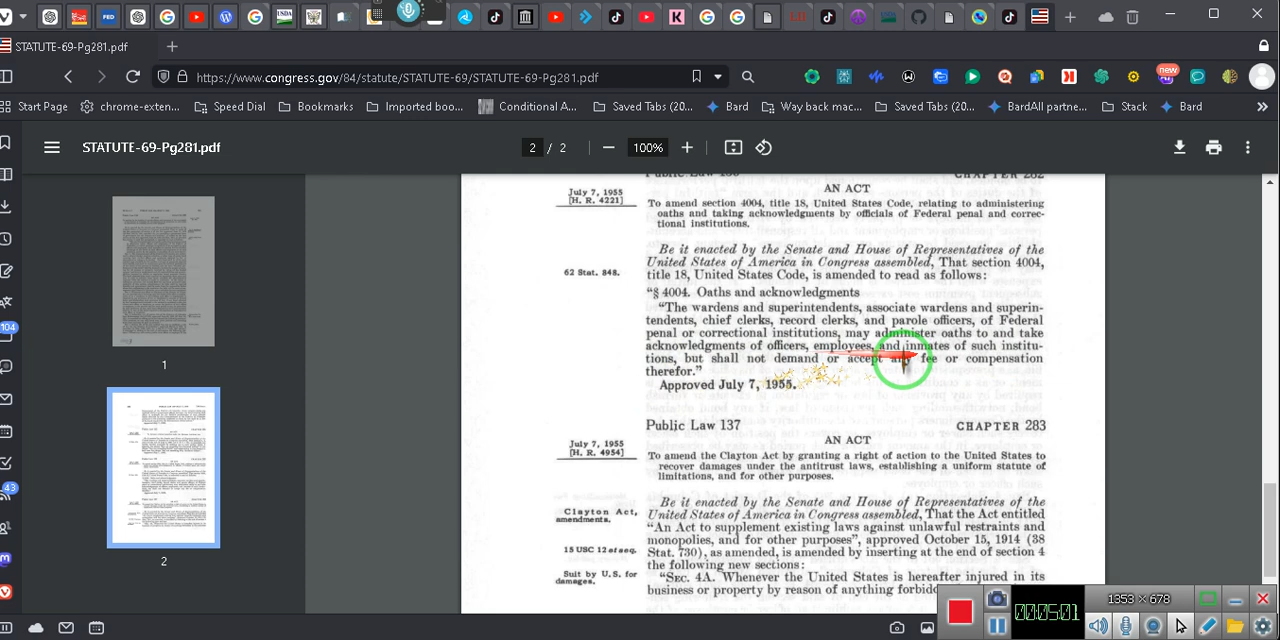 STATUTE-69-Pg281.pdf
https://www.congress.gov/84/statute/STATUTE-69/STATUTE-69-Pg281.pdf
new
Start Page
chrome-exten...
Speed Dial
Bookmarks
Imported boo...
Conditional A...
Saved Tabs (20...
Bard
Way back mac...
Saved Tabs (20...
BardAll partne...
Stack
Bard
STATUTE-69-Pg281.pdf
2 / 2
100%
1
2
104
43
CHAPTER 282
July 7, 1955
[H. R. 4221]
AN ACT
To amend section 4004, title 18, United States Code, relating to administering
oaths and taking acknowledgments by officials of Federal penal and correc-
tional institutions.
Be it enacted by the Senate and House of Representatives of the
United States of America in Congress assembled, That section 4004,
62 Stat. 848.
title 18, United States Code, is amended to read as follows:
"§ 4004. Oaths and acknowledgments
"The wardens and superintendents, associate wardens and superin-
tendents, chief clerks, record clerks, and parole officers, of Federal
penal or correctional institutions, may administer oaths to and take
acknowledgments of officers, employees, and inmates of such institu-
tions, but shall not demand or accept any fee or compensation
therefor."
Approved July 7, 1955.
Public Law 137
CHAPTER 283
July 7, 1955
[H. R. 4954]
AN ACT
To amend the Clayton Act by granting a right of action to the United States to
recover damages under the antitrust laws, establishing a uniform statute of
limitations, and for other purposes.
Be it enacted by the Senate and House of Representatives of the
Clayton Act,
amendments.
United States of America in Congress assembled, That the Act entitled
"An Act to supplement existing laws against unlawful restraints and
monopolies, and for other purposes", approved October 15, 1914 (38
15 USC 12 et seq.
Stat. 730), as amended, is amended by inserting at the end of section 4
the following new sections:
Suit by U.S. for
damages.
"SEC. 4A. Whenever the United States is hereafter injured in its
business or property by reason of anything forbid
00:05:01
1353 × 678